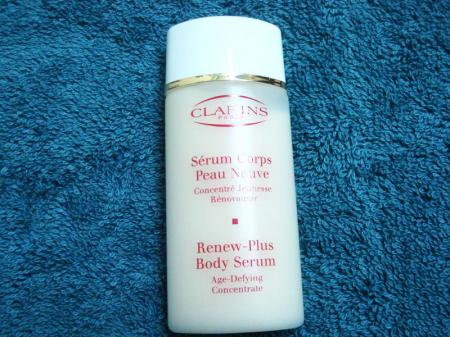 CLARINS
PARIS
Sérum Corps
Peau Neuve
Concentré Jeunesse
Rénovateur
Renew-Plus
Body Serum
Age-Defying
Concentrate